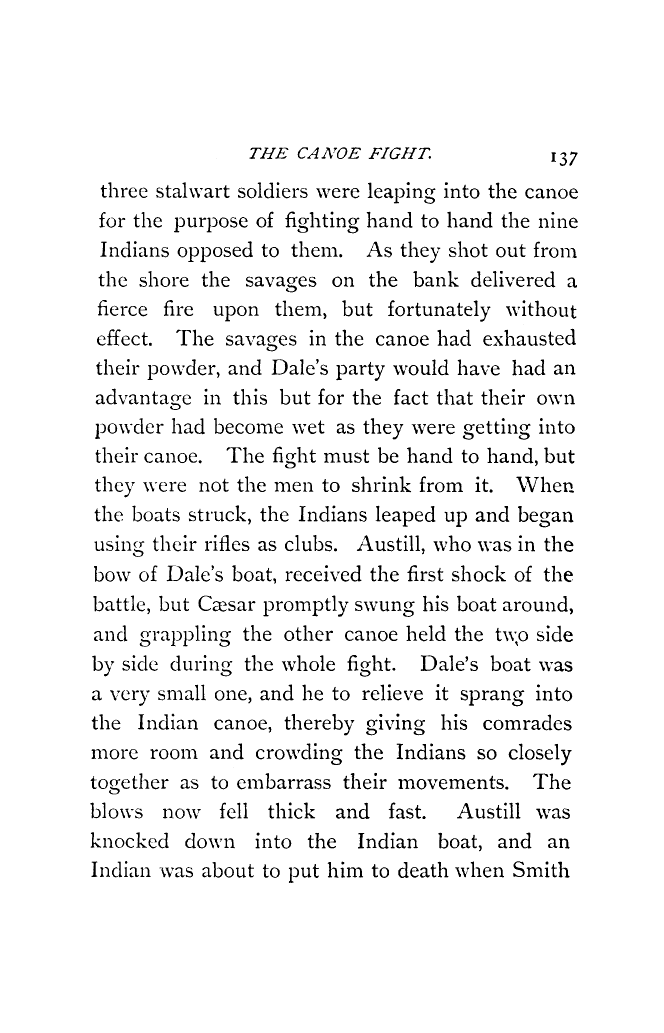 THE CANOE FIGHT. 137
three stalwart soldiers were leaping into the canoe
for the purpose of fighting hand to hand the nine
Indians opposed to them. As they shot out from
the shore the savages on the bank delivered a
fierce fire upon them, but fortunately without
effect. The savages in the canoe had exhausted
their powder, and Dale's party would have had an
advantage in this but for the fact that their own
powder had become wet as they were getting into
their canoe. The fight must be hand to hand, but
they were not the men to shrink from it. When
the boats struck, the Indians leaped up and began
using their rifles as clubs. Austill, who was in the
bow of Dale's boat, received the first shock of the
battle, but Cæsar promptly swung his boat around,
and grappling the other canoe held the two side
by side during the whole fight. Dale's boat was
a very small one, and he to relieve it sprang into
the Indian canoe, thereby giving his comrades
more room and crowding the Indians so closely
together as to embarrass their movements. The
blows now fell thick and fast. Austill was
knocked down into the Indian boat, and an
Indian was about to put him to death when Smith